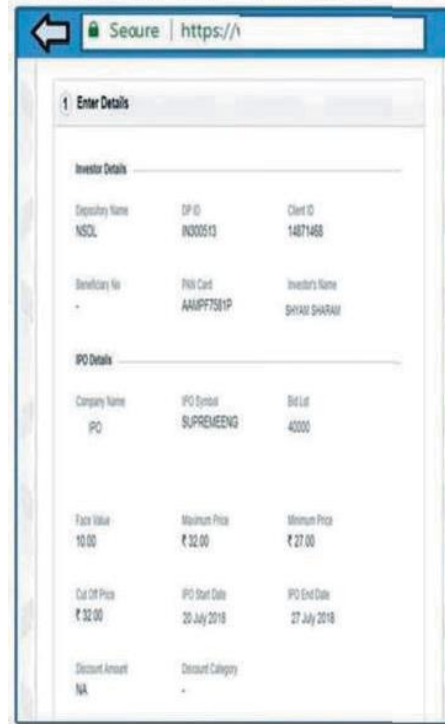 Secure | https://
1 Enter Details
Investor Details
Depository Name DP ID Client ID
NSDL IN300513 14871468
Beneficiary No PAN Card Investor's Name
- AAMPF7581P SHYAM SHARAM
IPO Details
Company Name IPO Symbol Bid Lot
IPO SUPREMEENG 40000
Face Value Maximum Price Minimum Price
10.00 ₹ 32.00 ₹ 27.00
Cut Off Price IPO Start Date IPO End Date
₹ 32.00 20 July 2018 27 July 2018
Discount Amount Discount Category
NA -